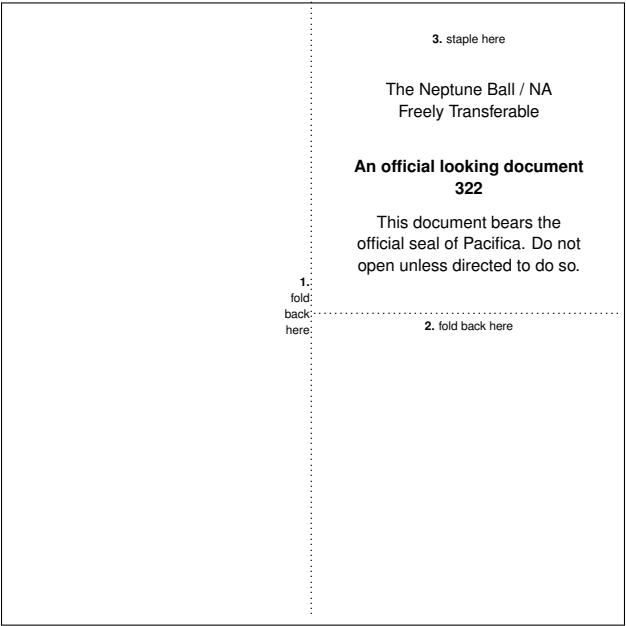 3. staple here
The Neptune Ball / NA
Freely Transferable
An official looking document
322
This document bears the
official seal of Pacifica. Do not
open unless directed to do so.
1.
fold
back
here
2. fold back here